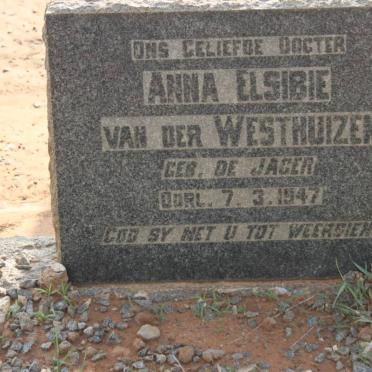 ONS GELIEFDE DOGTER
ANNA ELSIBIE
VAN DER WESTHUIZEN
GEB. DE JAGER
OORL. 7. 3. 1947
GOD SY MET U TOT WEERSIENS